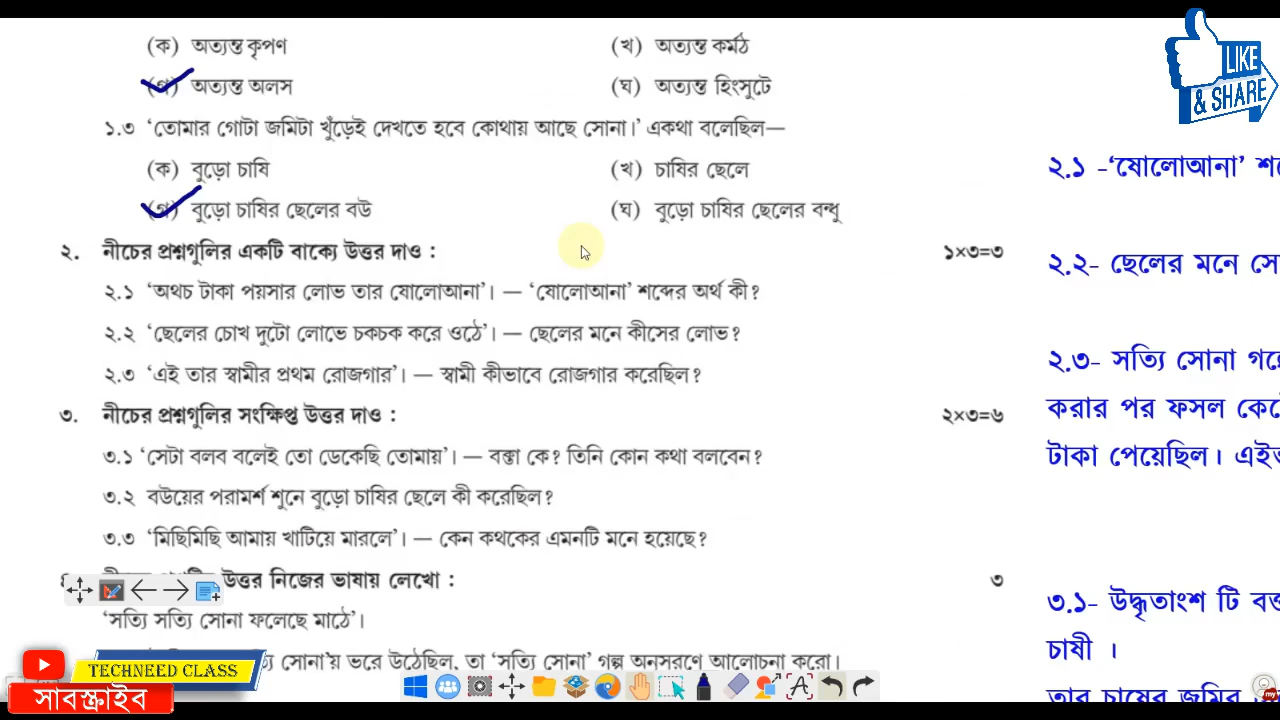 (ক) অত্যন্ত কৃপণ (খ) অত্যন্ত কর্মঠ
(গ) অত্যন্ত অলস (ঘ) অত্যন্ত হিংসুটে
১.৩ ‘তোমার গোটা জমিটা খুঁড়েই দেখতে হবে কোথায় আছে সোনা।’ একথা বলেছিল—
(ক) বুড়ো চাষি (খ) চাষির ছেলে
(গ) বুড়ো চাষির ছেলের বউ (ঘ) বুড়ো চাষির ছেলের বন্ধু
২. নীচের প্রশ্নগুলির একটি বাক্যে উত্তর দাও : ১×৩=৩
২.১ ‘অথচ টাকা পয়সার লোভ তার ষোলোআনা’। — ‘ষোলোআনা’ শব্দের অর্থ কী?
২.২ ‘ছেলের চোখ দুটো লোভে চকচক করে ওঠে’। — ছেলের মনে কীসের লোভ?
২.৩ ‘এই তার স্বামীর প্রথম রোজগার’। — স্বামী কীভাবে রোজগার করেছিল?
৩. নীচের প্রশ্নগুলির সংক্ষিপ্ত উত্তর দাও : ২×৩=৬
৩.১ ‘সেটা বলব বলেই তো ডেকেছি তোমায়’। — বক্তা কে? তিনি কোন কথা বলবেন?
৩.২ বউয়ের পরামর্শ শুনে বুড়ো চাষির ছেলে কী করেছিল?
৩.৩ ‘মিছিমিছি আমায় খাটিয়ে মারলে’। — কেন কথকের এমনটি মনে হয়েছে?
উত্তর নিজের ভাষায় লেখো : ৩
‘সত্যি সত্যি সোনা ফলেছে মাঠে’।
সোনা’য় ভরে উঠেছিল, তা ‘সত্যি সোনা’ গল্প অনুসরণে আলোচনা করো।
LIKE
& SHARE
২.১ -‘ষোলোআনা’
২.২- ছেলের মনে
২.৩- সত্যি সোনা
করার পর ফসল
টাকা পেয়েছিল।
৩.১- উদ্ধৃতাংশ টি
চাষী ।
তার চাষের জমির
TECHNEED CLASS
সাবস্ক্রাইব